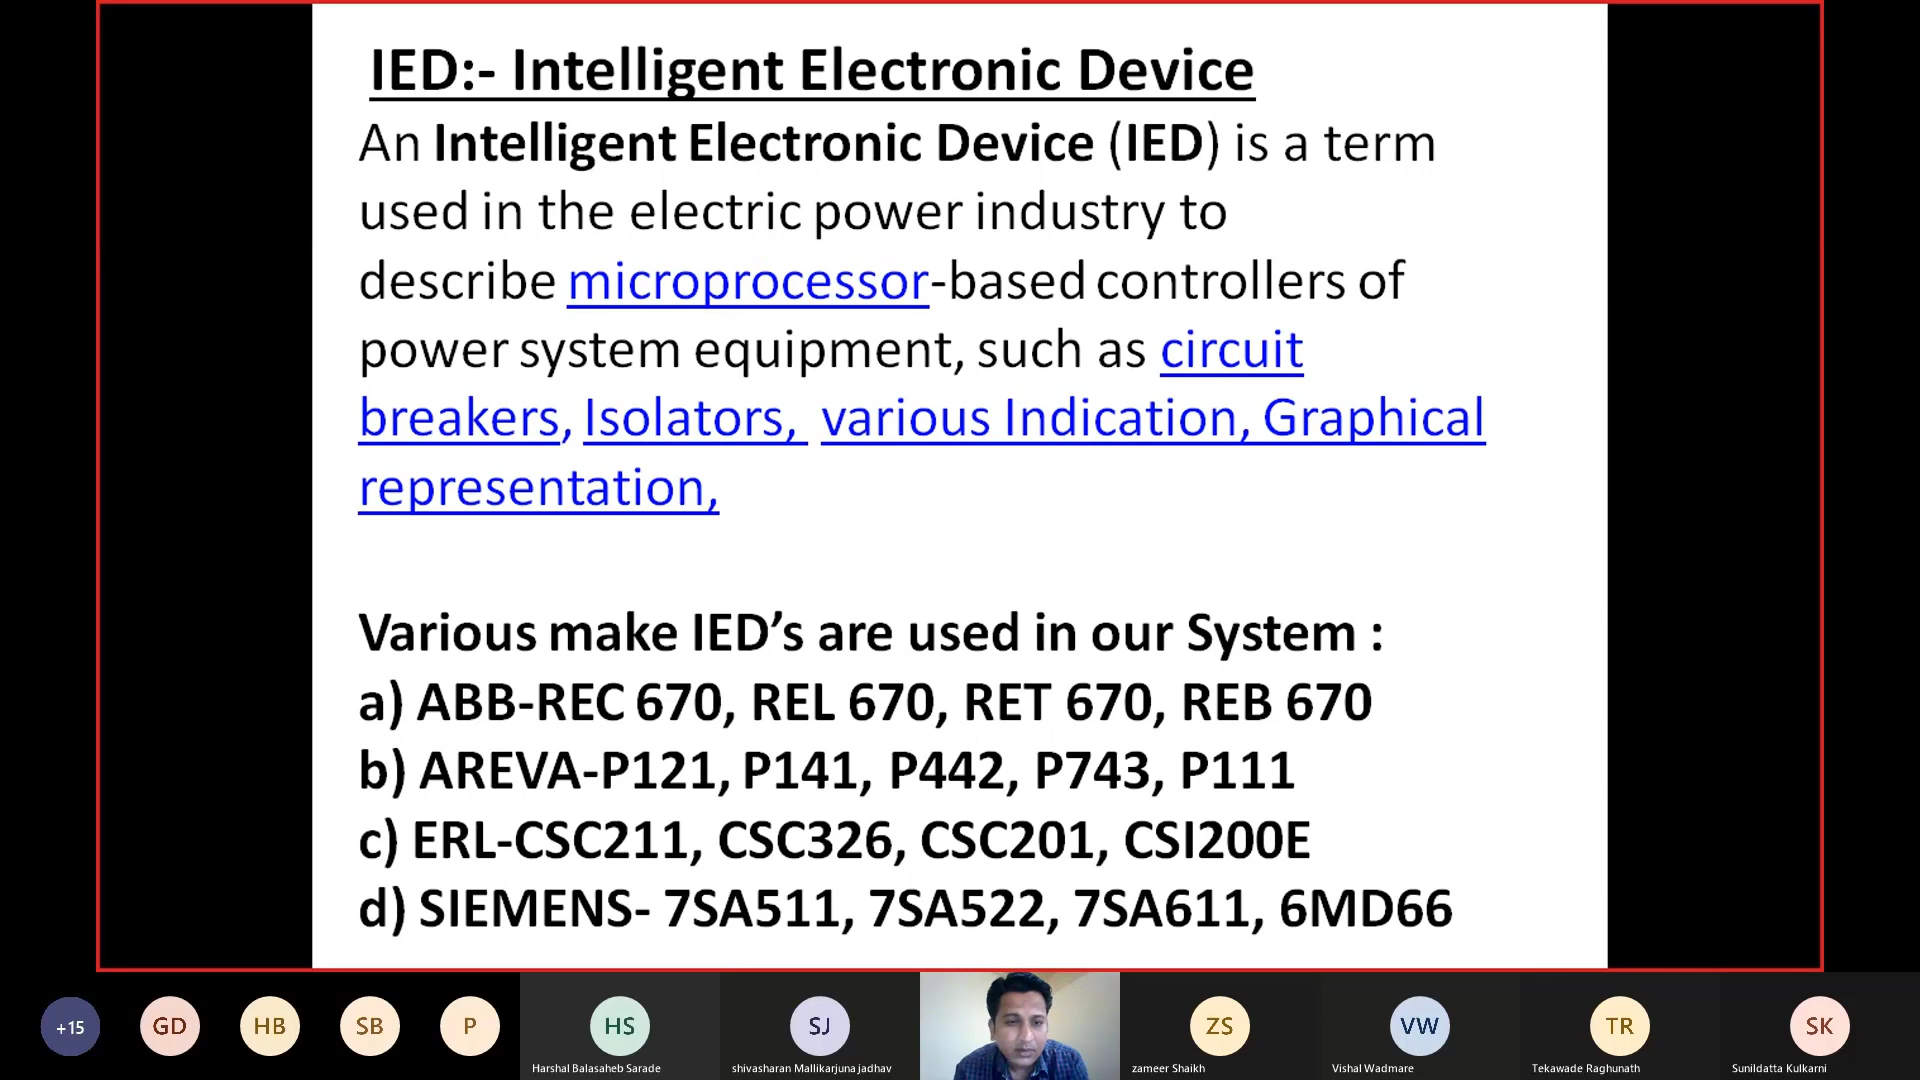 IED:- Intelligent Electronic Device
An Intelligent Electronic Device (IED) is a term
used in the electric power industry to
describe microprocessor-based controllers of
power system equipment, such as circuit
breakers, Isolators, various Indication, Graphical
representation,
Various make IED’s are used in our System :
a) ABB-REC 670, REL 670, RET 670, REB 670
b) AREVA-P121, P141, P442, P743, P111
c) ERL-CSC211, CSC326, CSC201, CSI200E
d) SIEMENS- 7SA511, 7SA522, 7SA611, 6MD66
+15 GD HB SB P HS SJ ZS VW TR SK
Harshal Balasaheb Sarade shivasharan Mallikarjuna jadhav zameer Shaikh Vishal Wadmare Tekawade Raghunath Sunildatta Kulkarni